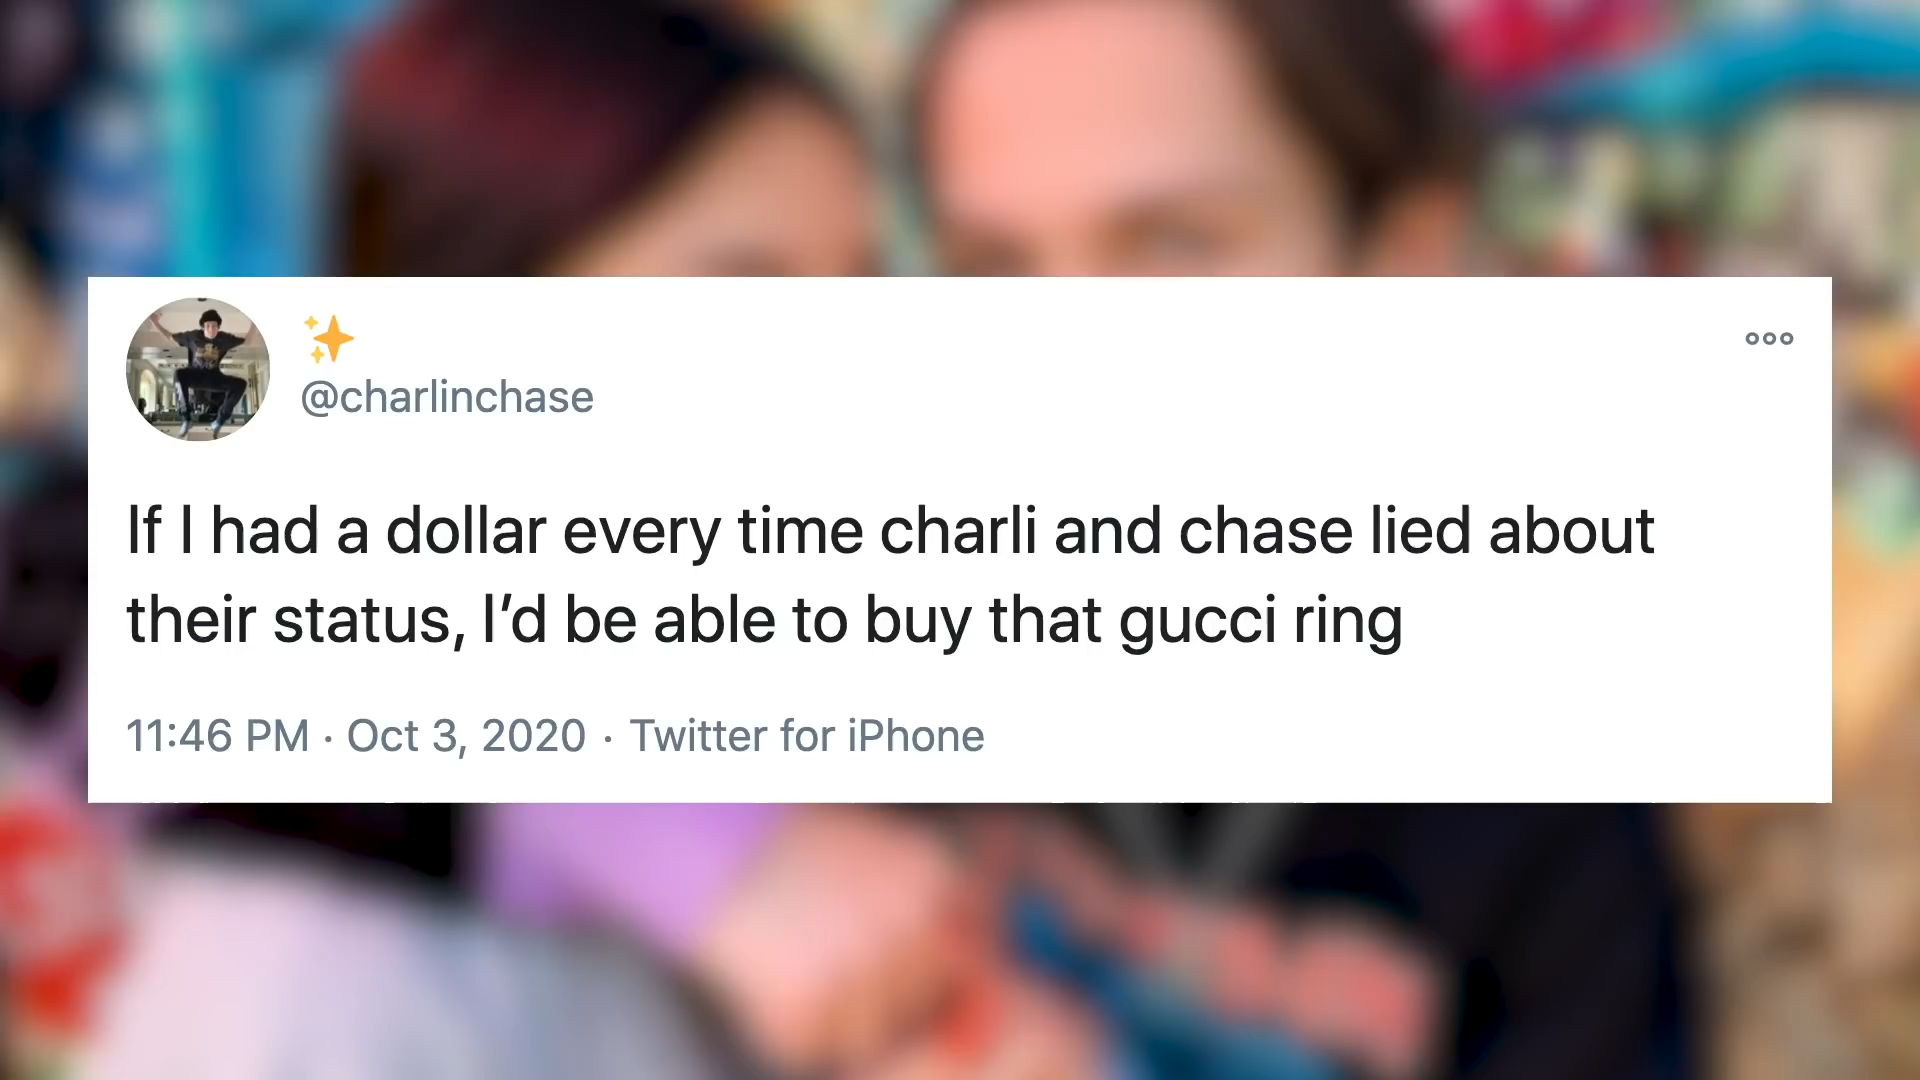 ✨
@charlinchase
If I had a dollar every time charli and chase lied about
their status, I’d be able to buy that gucci ring
11:46 PM · Oct 3, 2020 · Twitter for iPhone